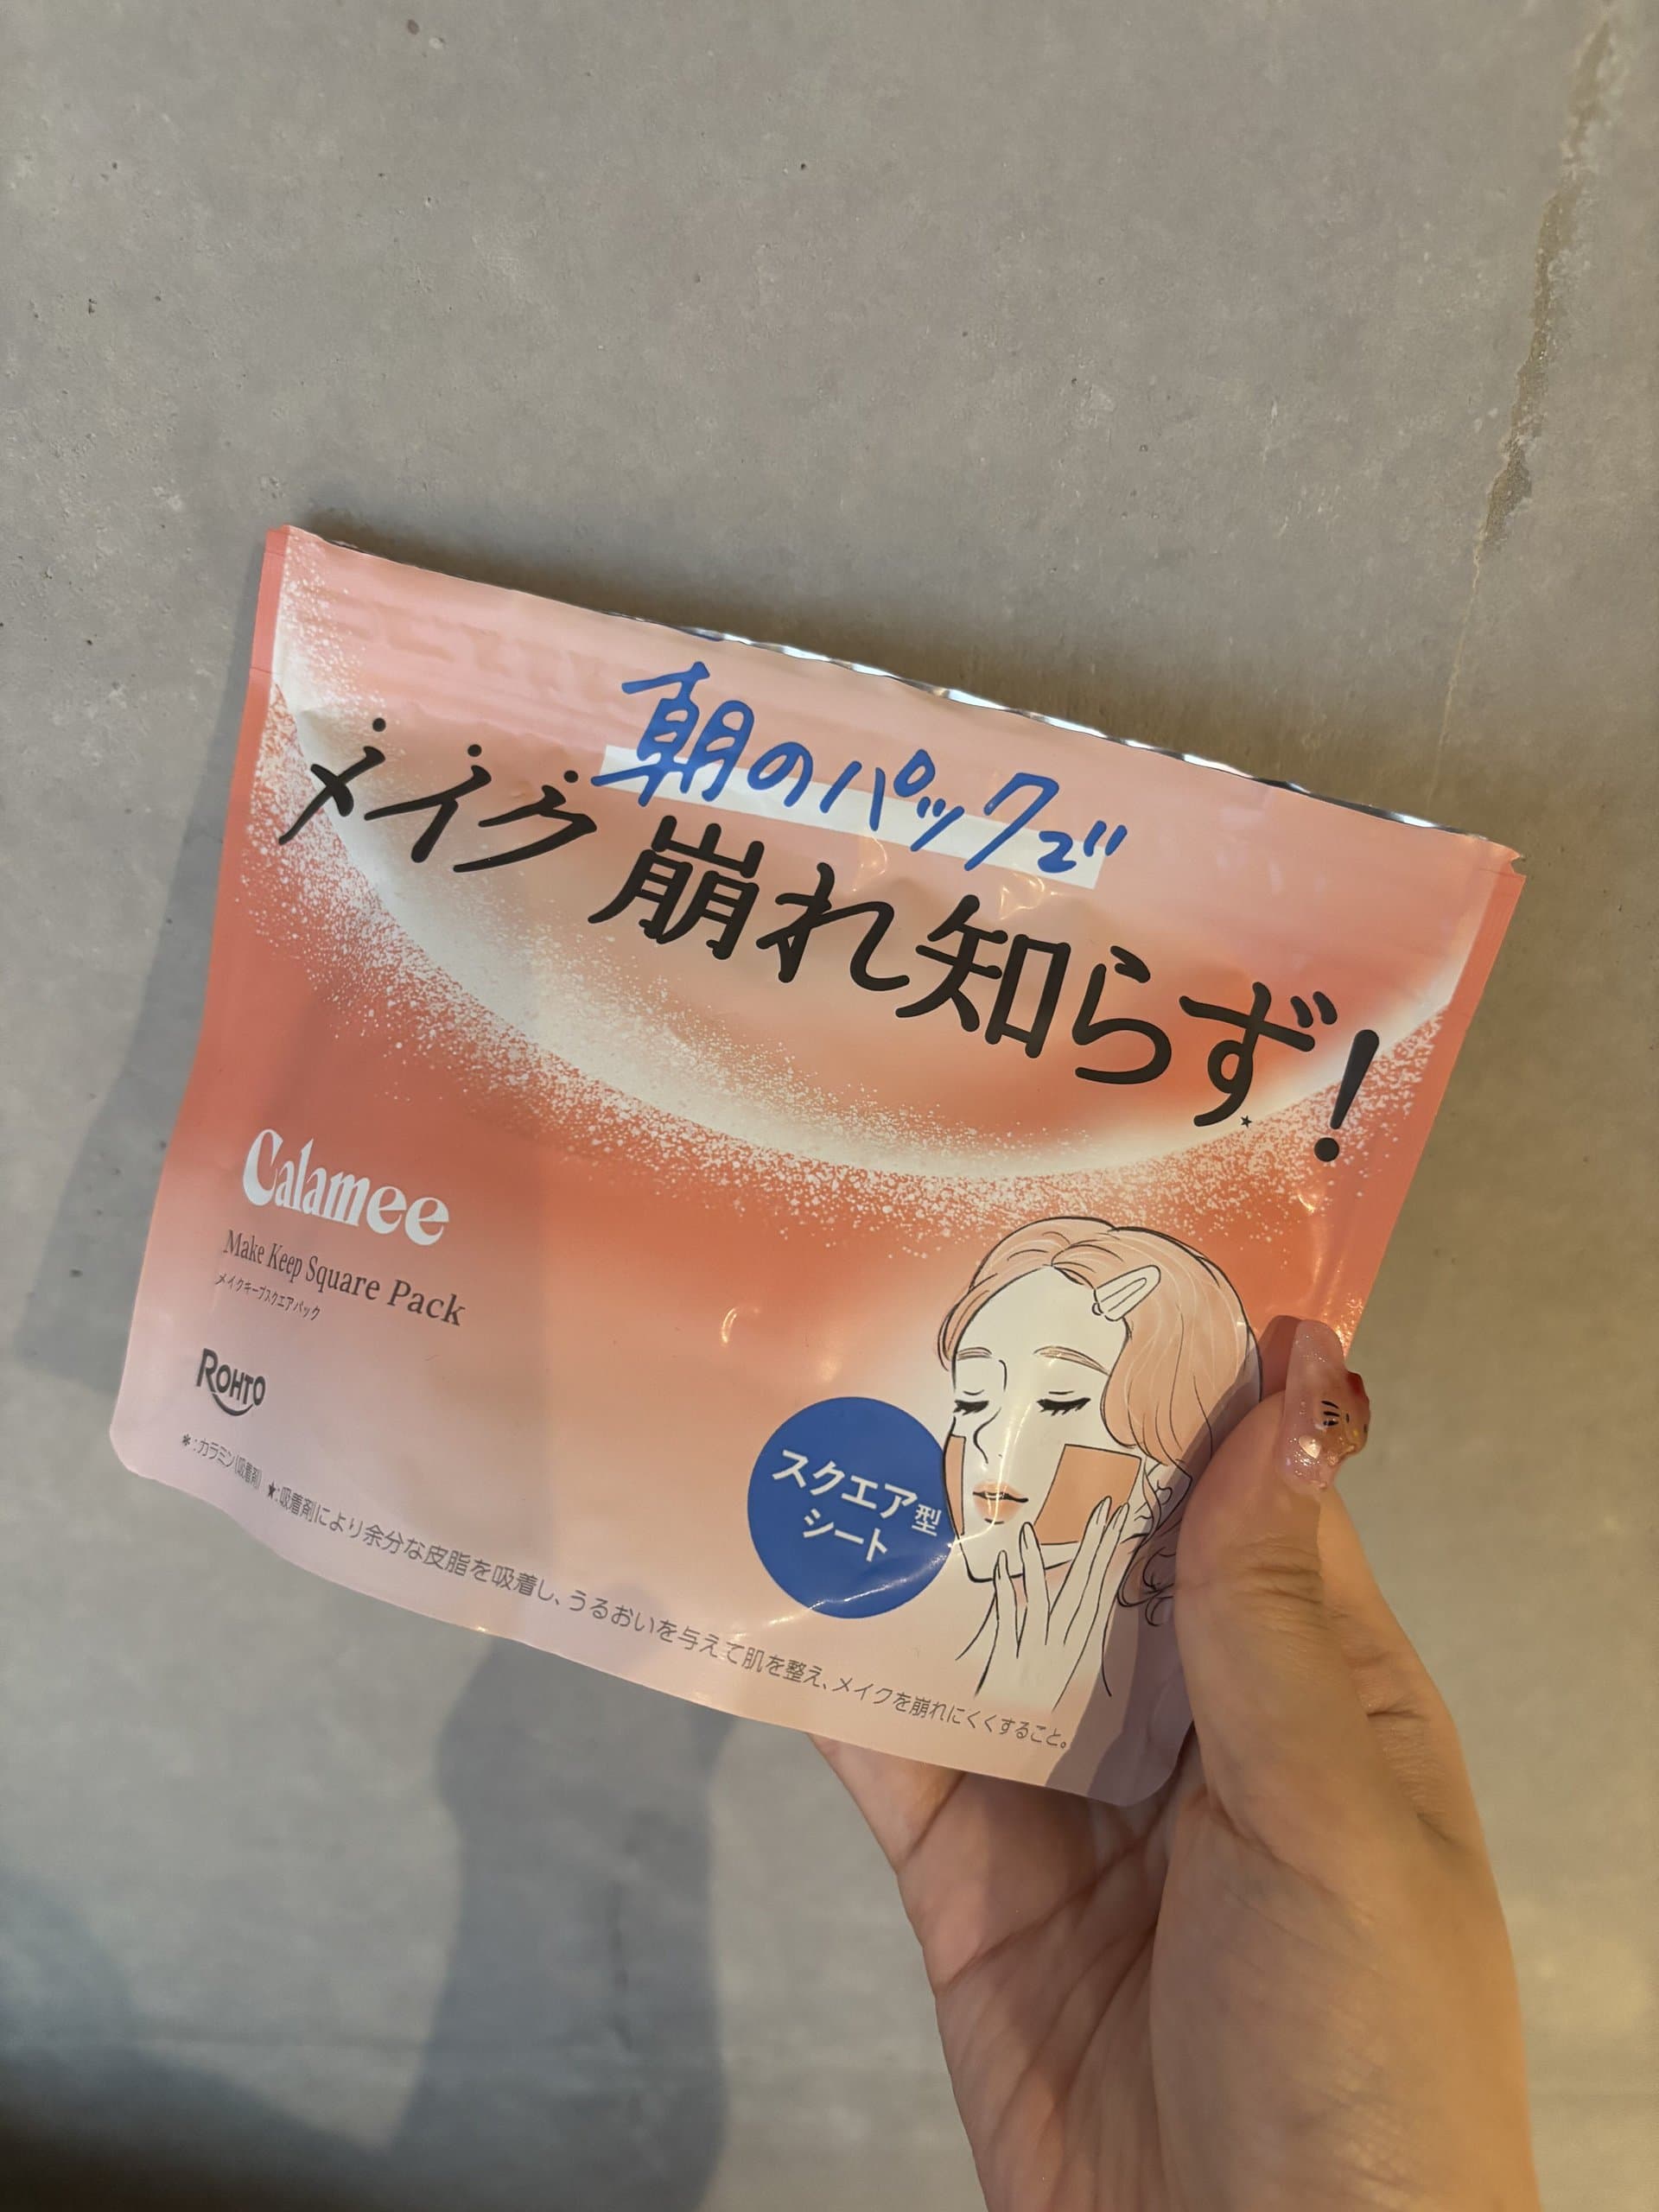 朝のパックで
メイク崩れ知らず!
★
Calamee
Make Keep Square Pack
メイクキープスクエアパック
ROHTO
スクエア型
シート
*:カラミン(吸着剤) ★:吸着剤により余分な皮脂を吸着し、うるおいを与えて肌を整え、メイクを崩れにくくすること。